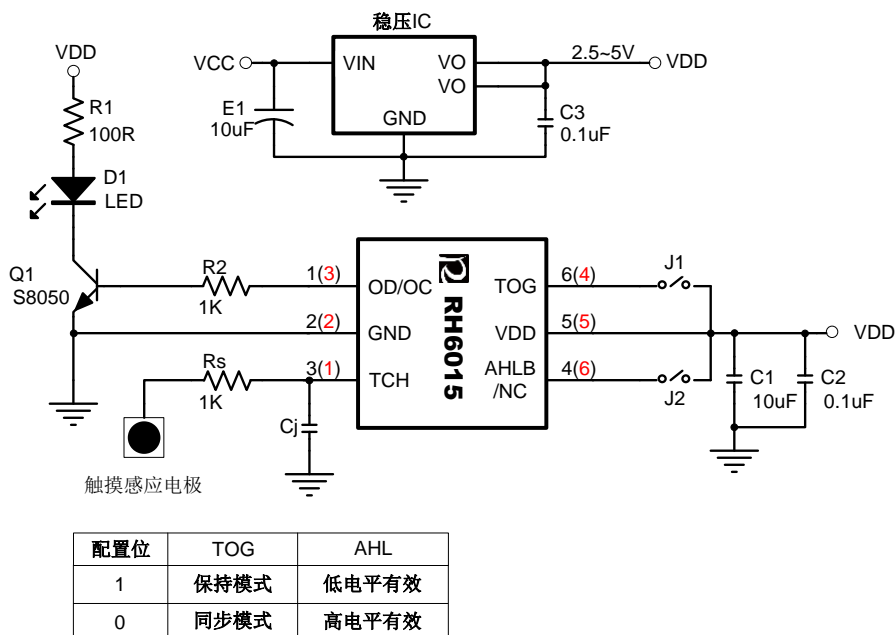 稳压IC
VDD
VCC
VIN
VO
2.5~5V
VDD
VO
R1
100R
E1
10uF
GND
C3
0.1uF
D1
LED
Q1
S8050
R2
1K
1(3)
OD/OC
TOG
6(4)
J1
2(2)
GND
RH6015
VDD
5(5)
VDD
Rs
1K
3(1)
TCH
AHLB
/NC
4(6)
J2
C1
10uF
C2
0.1uF
Cj
触摸感应电极
配置位 TOG AHL
1 保持模式 低电平有效
0 同步模式 高电平有效